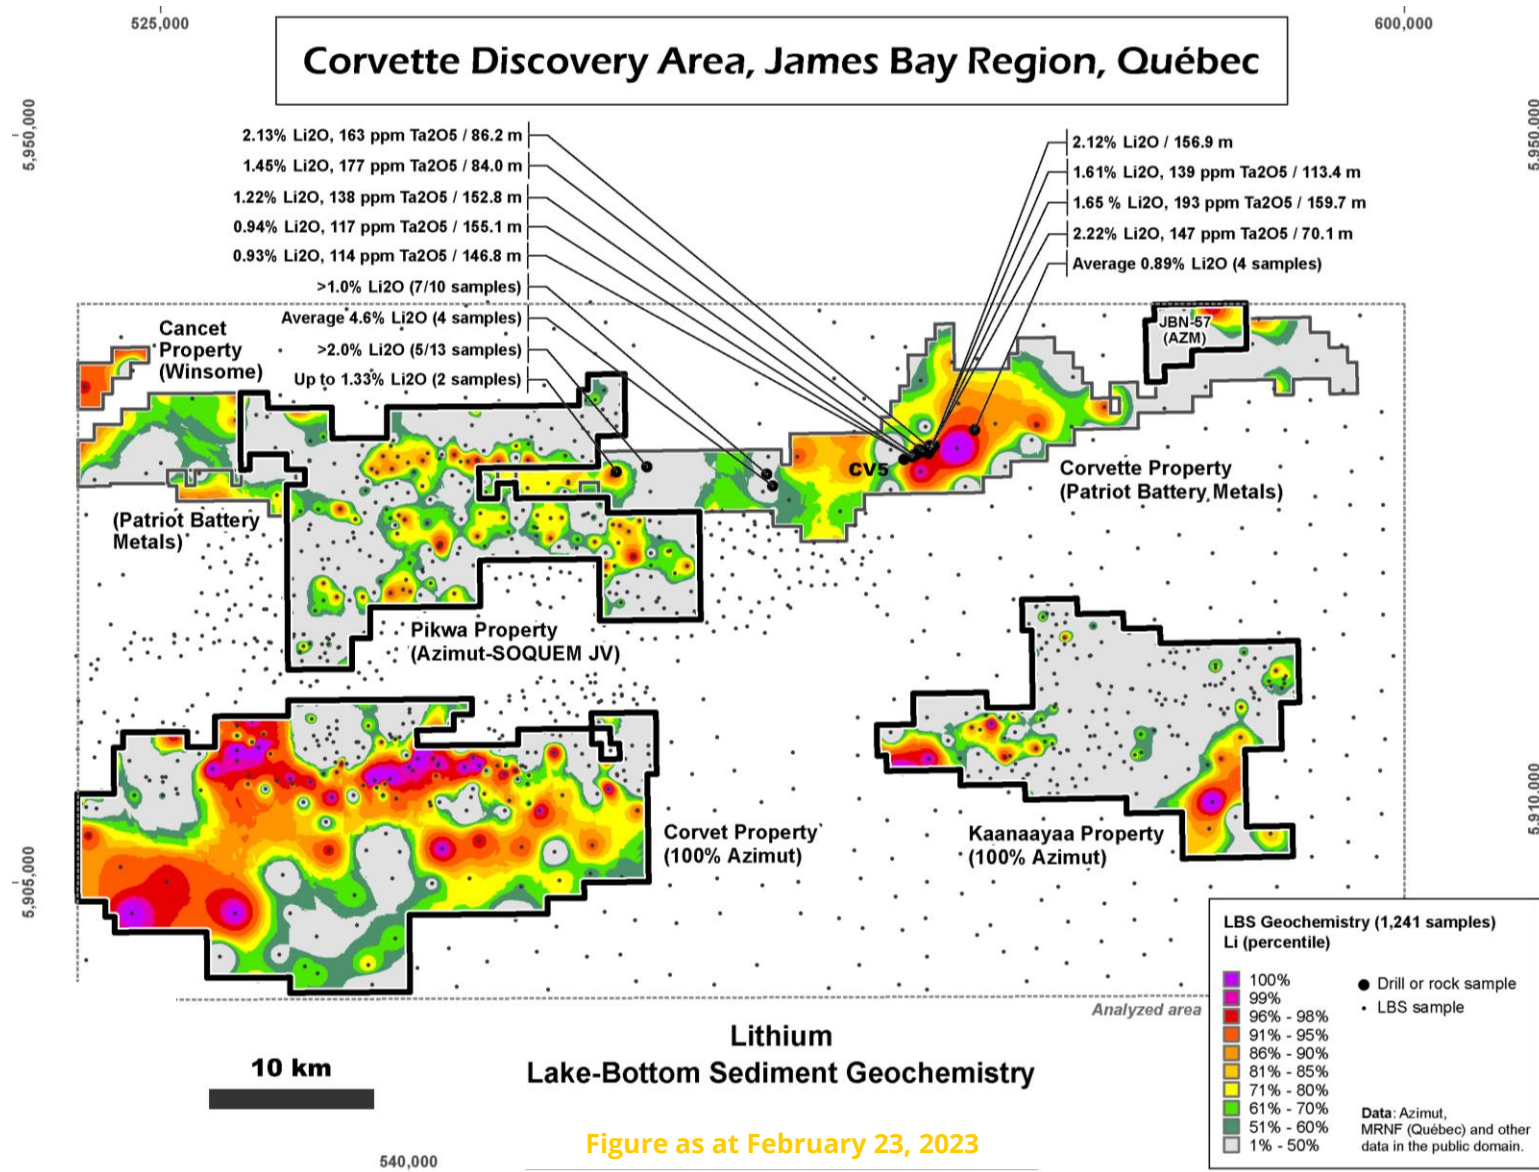 525,000
600,000
Corvette Discovery Area, James Bay Region, Québec
5,950,000
5,950,000
2.13% Li2O, 163 ppm Ta2O5 / 86.2 m
1.45% Li2O, 177 ppm Ta2O5 / 84.0 m
1.22% Li2O, 138 ppm Ta2O5 / 152.8 m
0.94% Li2O, 117 ppm Ta2O5 / 155.1 m
0.93% Li2O, 114 ppm Ta2O5 / 146.8 m
>1.0% Li2O (7/10 samples)
Average 4.6% Li2O (4 samples)
>2.0% Li2O (5/13 samples)
Up to 1.33% Li2O (2 samples)
2.12% Li2O / 156.9 m
1.61% Li2O, 139 ppm Ta2O5 / 113.4 m
1.65 % Li2O, 193 ppm Ta2O5 / 159.7 m
2.22% Li2O, 147 ppm Ta2O5 / 70.1 m
Average 0.89% Li2O (4 samples)
Cancet
Property
(Winsome)
JBN-57
(AZM)
CV5
Corvette Property
(Patriot Battery Metals)
(Patriot Battery
Metals)
Pikwa Property
(Azimut-SOQUEM JV)
Corvet Property
(100% Azimut)
Kaanaayaa Property
(100% Azimut)
5,905,000
5,910,000
Analyzed area
LBS Geochemistry (1,241 samples)
Li (percentile)
100%
99%
96% - 98%
91% - 95%
86% - 90%
81% - 85%
71% - 80%
61% - 70%
51% - 60%
1% - 50%
Drill or rock sample
LBS sample
Data: Azimut,
MRNF (Québec) and other
data in the public domain.
Lithium
Lake-Bottom Sediment Geochemistry
10 km
Figure as at February 23, 2023
540,000